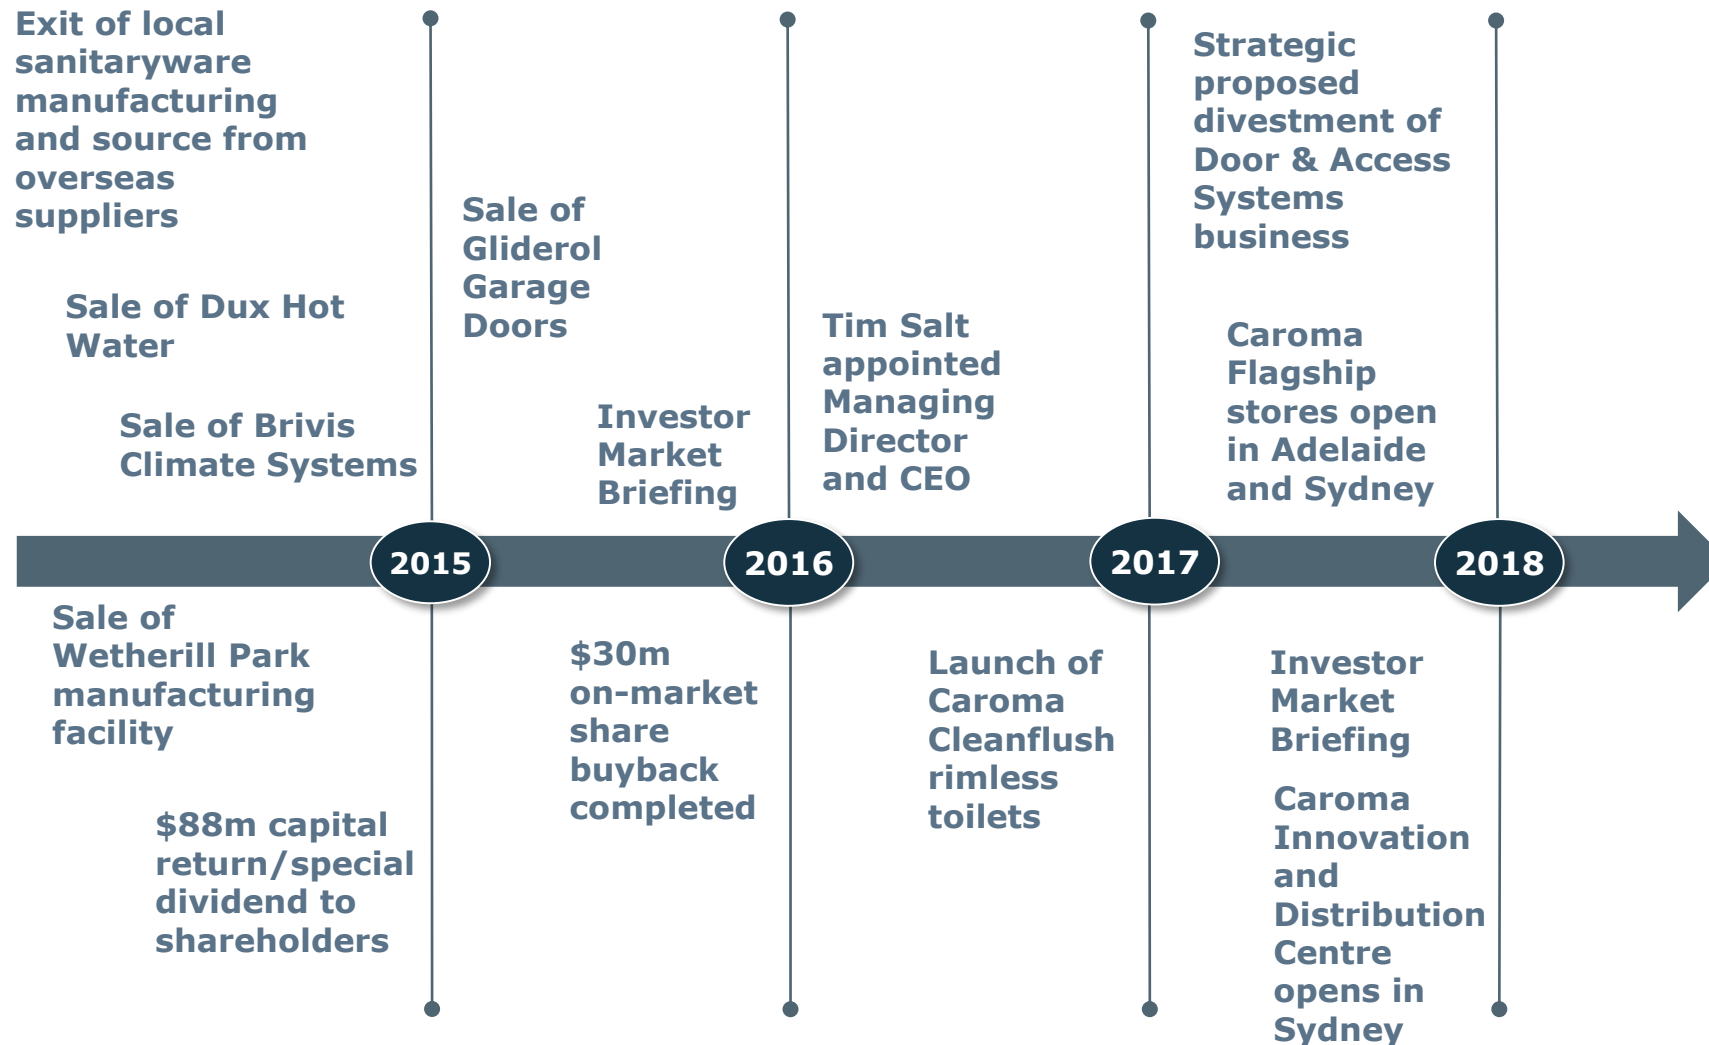 Exit of local
sanitaryware
manufacturing
and source from
overseas
suppliers
Sale of Dux Hot
Water
Sale of Brivis
Climate Systems
Sale of
Gliderol
Garage
Doors
Investor
Market
Briefing
Tim Salt
appointed
Managing
Director
and CEO
Strategic
proposed
divestment of
Door & Access
Systems
business
Caroma
Flagship
stores open
in Adelaide
and Sydney
2015
2016
2017
2018
Sale of
Wetherill Park
manufacturing
facility
$88m capital
return/special
dividend to
shareholders
$30m
on-market
share
buyback
completed
Launch of
Caroma
Cleanflush
rimless
toilets
Investor
Market
Briefing
Caroma
Innovation
and
Distribution
Centre
opens in
Sydney